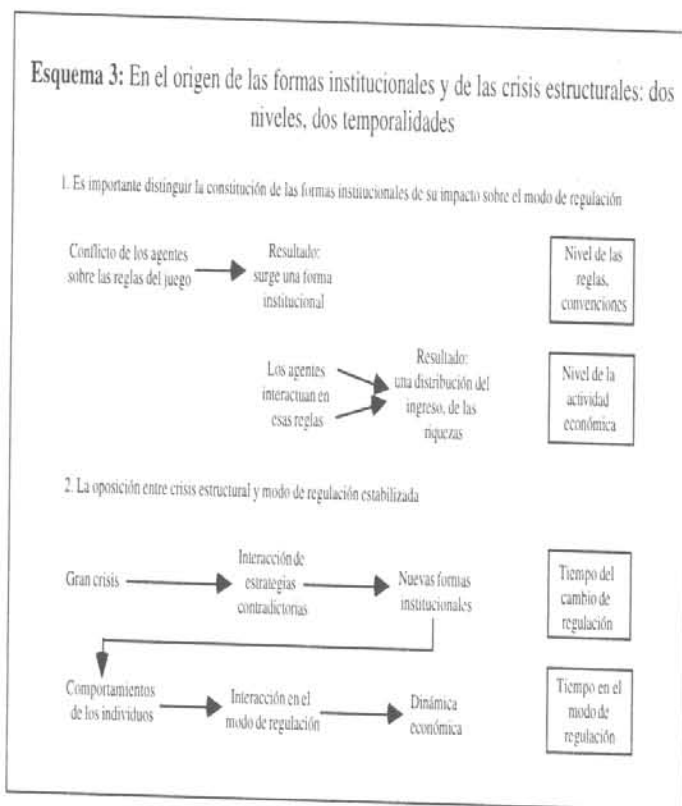 Esquema 3: En el origen de las formas institucionales y de las crisis estructurales: dos
niveles, dos temporalidades
1. Es importante distinguir la constitución de las formas institucionales de su impacto sobre el modo de regulación
Conflicto de los agentes
sobre las reglas del juego
Resultado:
surge una forma
institucional
Nivel de las
reglas,
convenciones
Los agentes
interactuan en
esas reglas
Resultado:
una distribución del
ingreso, de las
riquezas
Nivel de la
actividad
económica
2. La oposición entre crisis estructural y modo de regulación estabilizada
Gran crisis
Interacción de
estrategias
contradictorias
Nuevas formas
institucionales
Tiempo del
cambio de
regulación
Comportamientos
de los individuos
Interacción en el
modo de regulación
Dinámica
económica
Tiempo en el
modo de
regulación